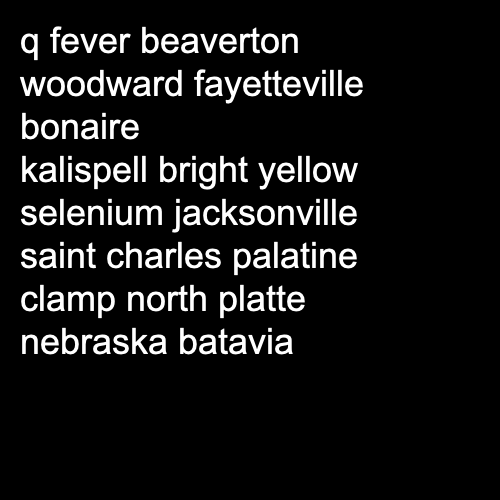 q fever beaverton
woodward fayetteville
bonaire
kalispell bright yellow
selenium jacksonville
saint charles palatine
clamp north platte
nebraska batavia